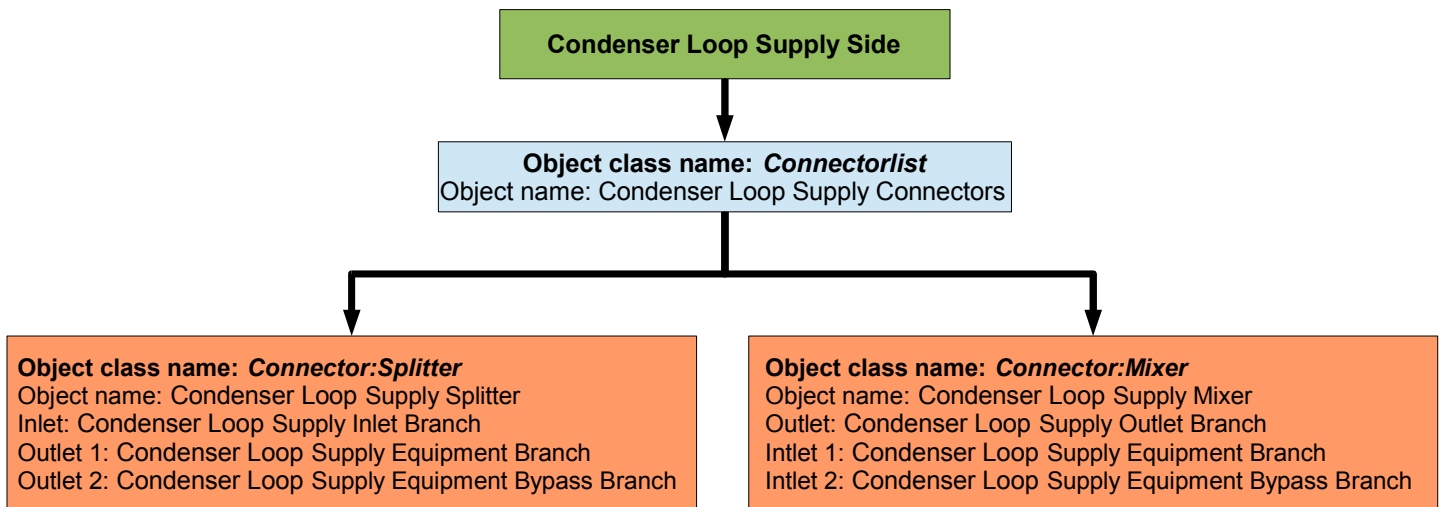 Condenser Loop Supply Side
Object class name: Connectorlist
Object name: Condenser Loop Supply Connectors
Object class name: Connector:Splitter
Object name: Condenser Loop Supply Splitter
Inlet: Condenser Loop Supply Inlet Branch
Outlet 1: Condenser Loop Supply Equipment Branch
Outlet 2: Condenser Loop Supply Equipment Bypass Branch
Object class name: Connector:Mixer
Object name: Condenser Loop Supply Mixer
Outlet: Condenser Loop Supply Outlet Branch
Intlet 1: Condenser Loop Supply Equipment Branch
Intlet 2: Condenser Loop Supply Equipment Bypass Branch